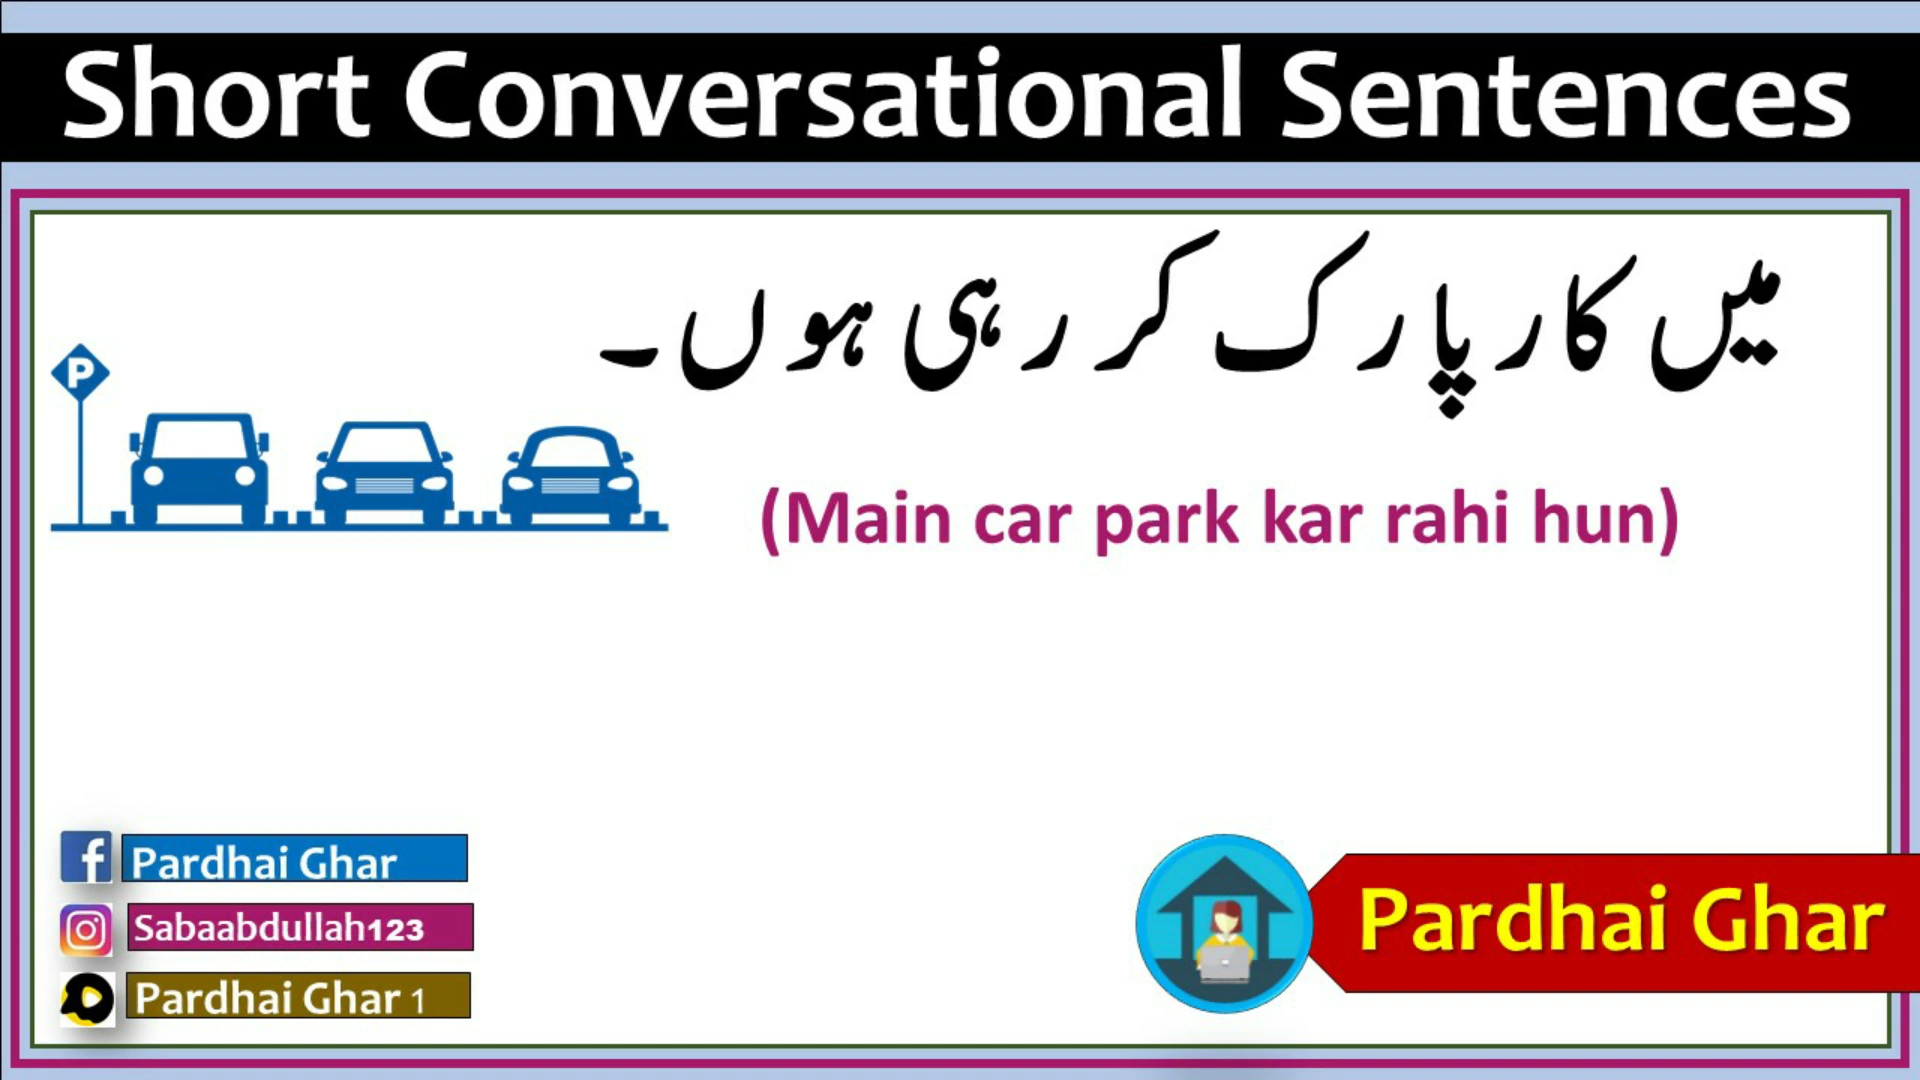 Short Conversational Sentences
میں کار پارک کر رہی ہوں۔
P
(Main car park kar rahi hun)
f Pardhai Ghar
Sabaabdullah123
Pardhai Ghar 1
Pardhai Ghar